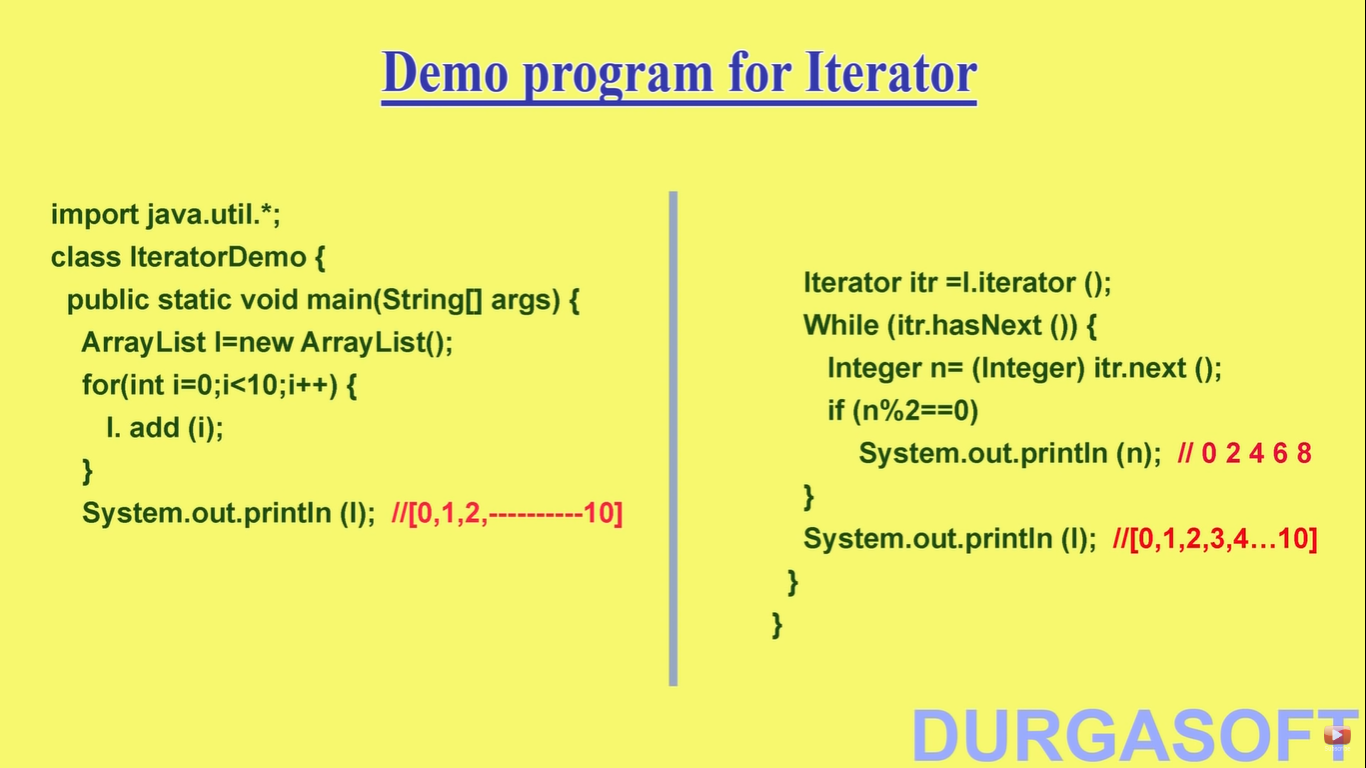 Demo program for Iterator
import java.util.*;
class IteratorDemo {
public static void main(String[] args) {
ArrayList l=new ArrayList();
for(int i=0;i<10;i++) {
l. add (i);
}
System.out.println (l); //[0,1,2,----------10]
Iterator itr =l.iterator ();
While (itr.hasNext ()) {
Integer n= (Integer) itr.next ();
if (n%2==0)
System.out.println (n); // 0 2 4 6 8
}
System.out.println (l); //[0,1,2,3,4...10]
}
}
DURGASOFT